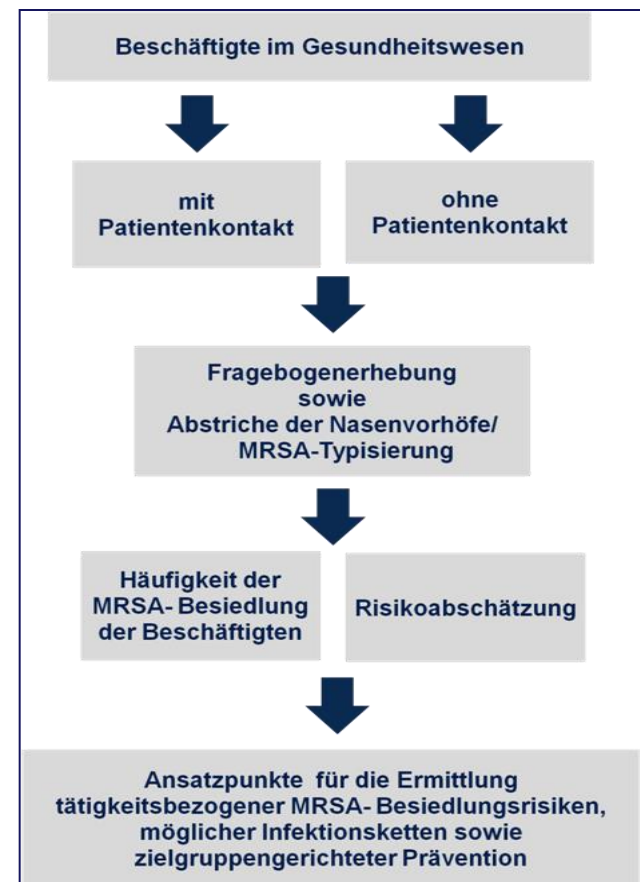 Beschäftigte im Gesundheitswesen
mit
Patientenkontakt
ohne
Patientenkontakt
Fragebogenerhebung
sowie
Abstriche der Nasenvorhöfe/
MRSA-Typisierung
Häufigkeit der
MRSA- Besiedlung
der Beschäftigten
Risikoabschätzung
Ansatzpunkte für die Ermittlung
tätigkeitsbezogener MRSA- Besiedlungsrisiken,
möglicher Infektionsketten sowie
zielgruppengerichteter Prävention